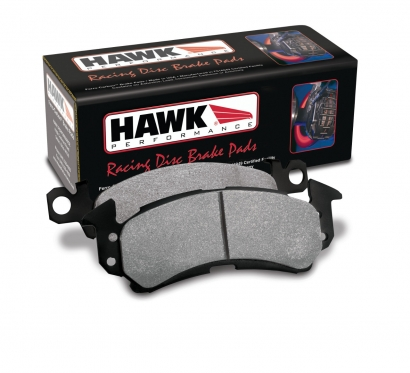 HAWK
PERFORMANCE
Racing Disc Brake Pads
HAWK
PERFORMANCE
Racing Disc Brake Pads